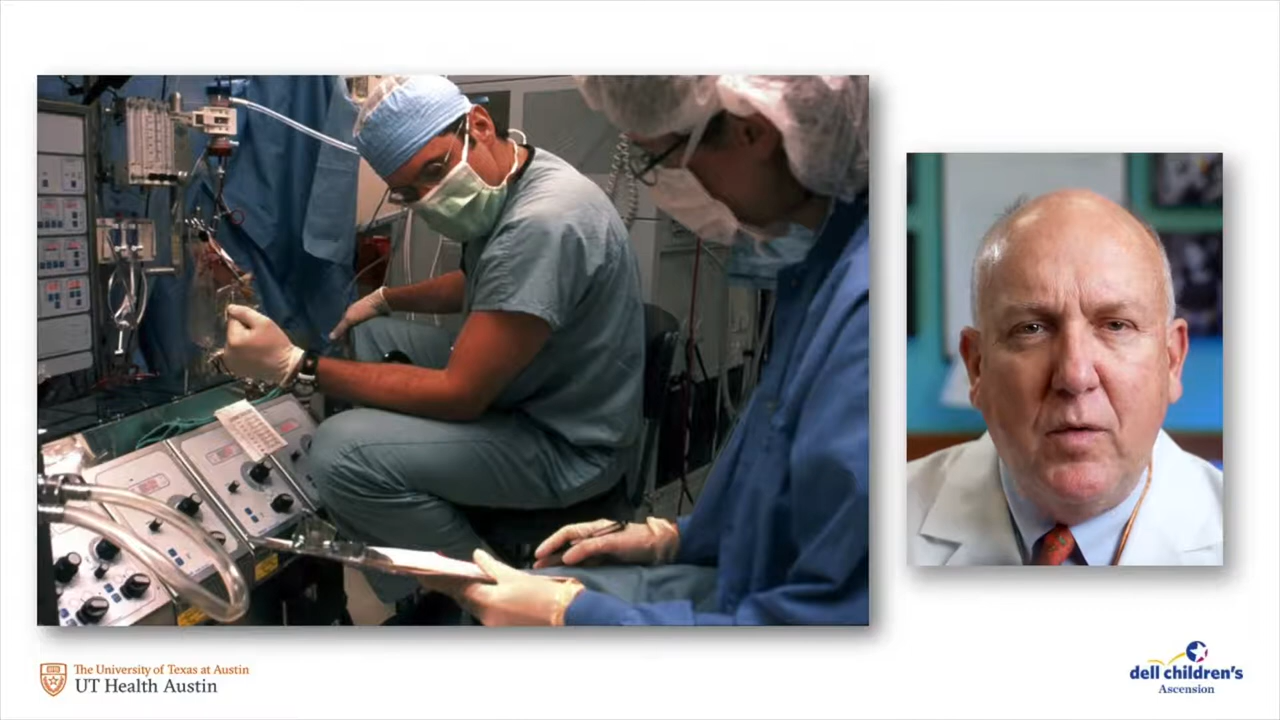 The University of Texas at Austin
UT Health Austin
dell children's
Ascension